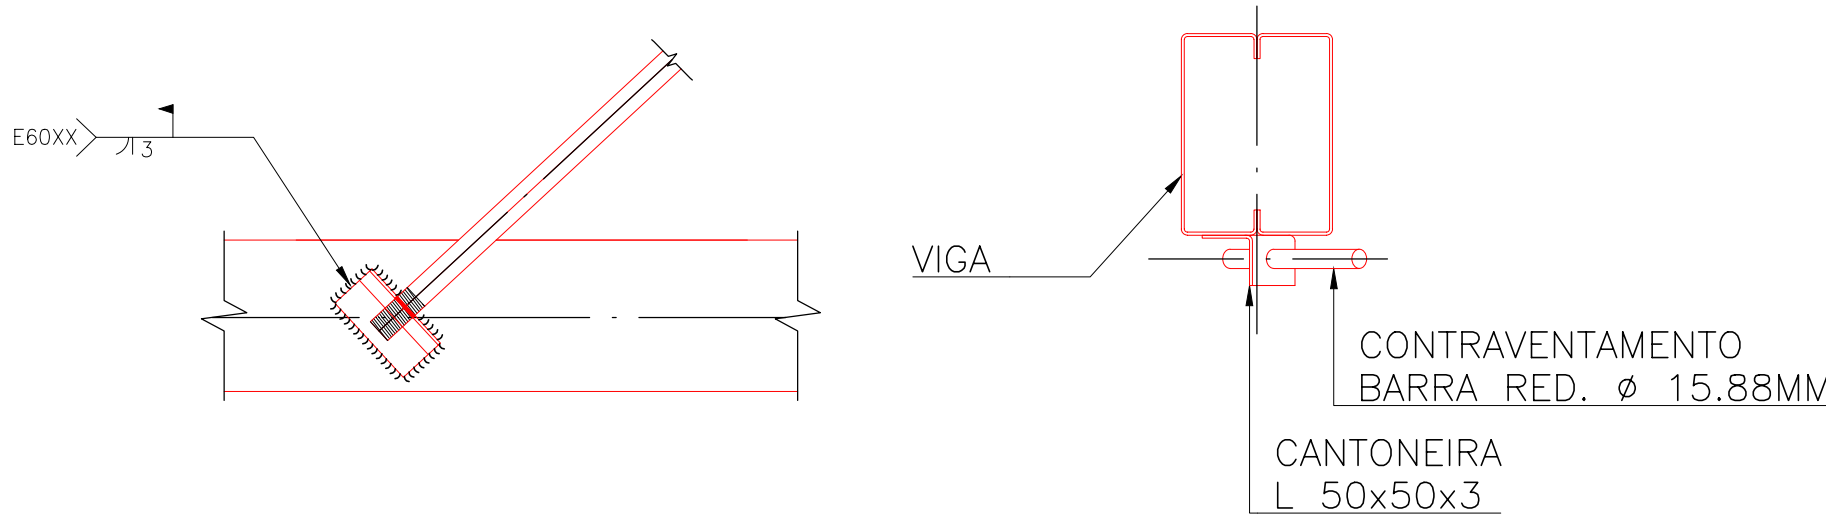 E60XX
3
VIGA
CONTRAVENTAMENTO
BARRA RED. ø 15.88MM
CANTONEIRA
L 50x50x3